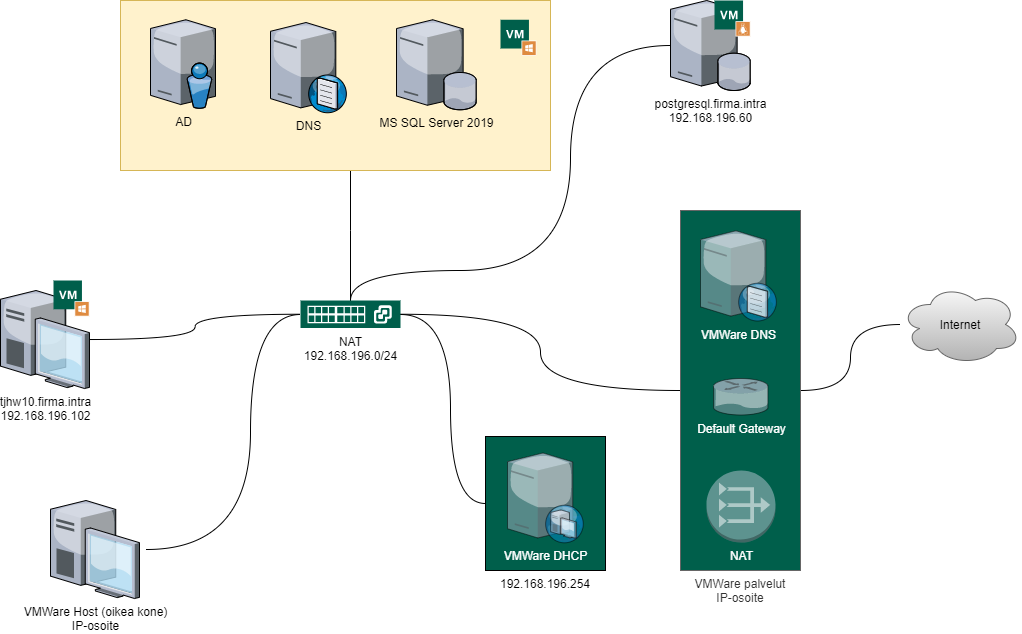 VM
AD
DNS
MS SQL Server 2019
VM
postgresql.firma.intra
192.168.196.60
VM
tjhw10.firma.intra
192.168.196.102
NAT
192.168.196.0/24
VMWare DNS
Default Gateway
NAT
VMWare palvelut
IP-osoite
Internet
VMWare DHCP
192.168.196.254
VMWare Host (oikea kone)
IP-osoite